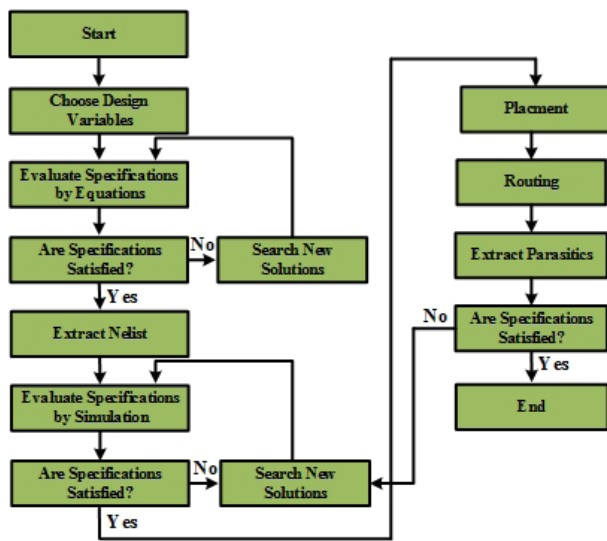 Start
Choose Design
Variables
Evaluate Specifications
by Equations
Are Specifications
Satisfied?
No
Search New
Solutions
Yes
Extract Nelist
Evaluate Specifications
by Simulation
Are Specifications
Satisfied?
No
Search New
Solutions
Yes
Placment
Routing
Extract Parasitics
No
Are Specifications
Satisfied?
Yes
End